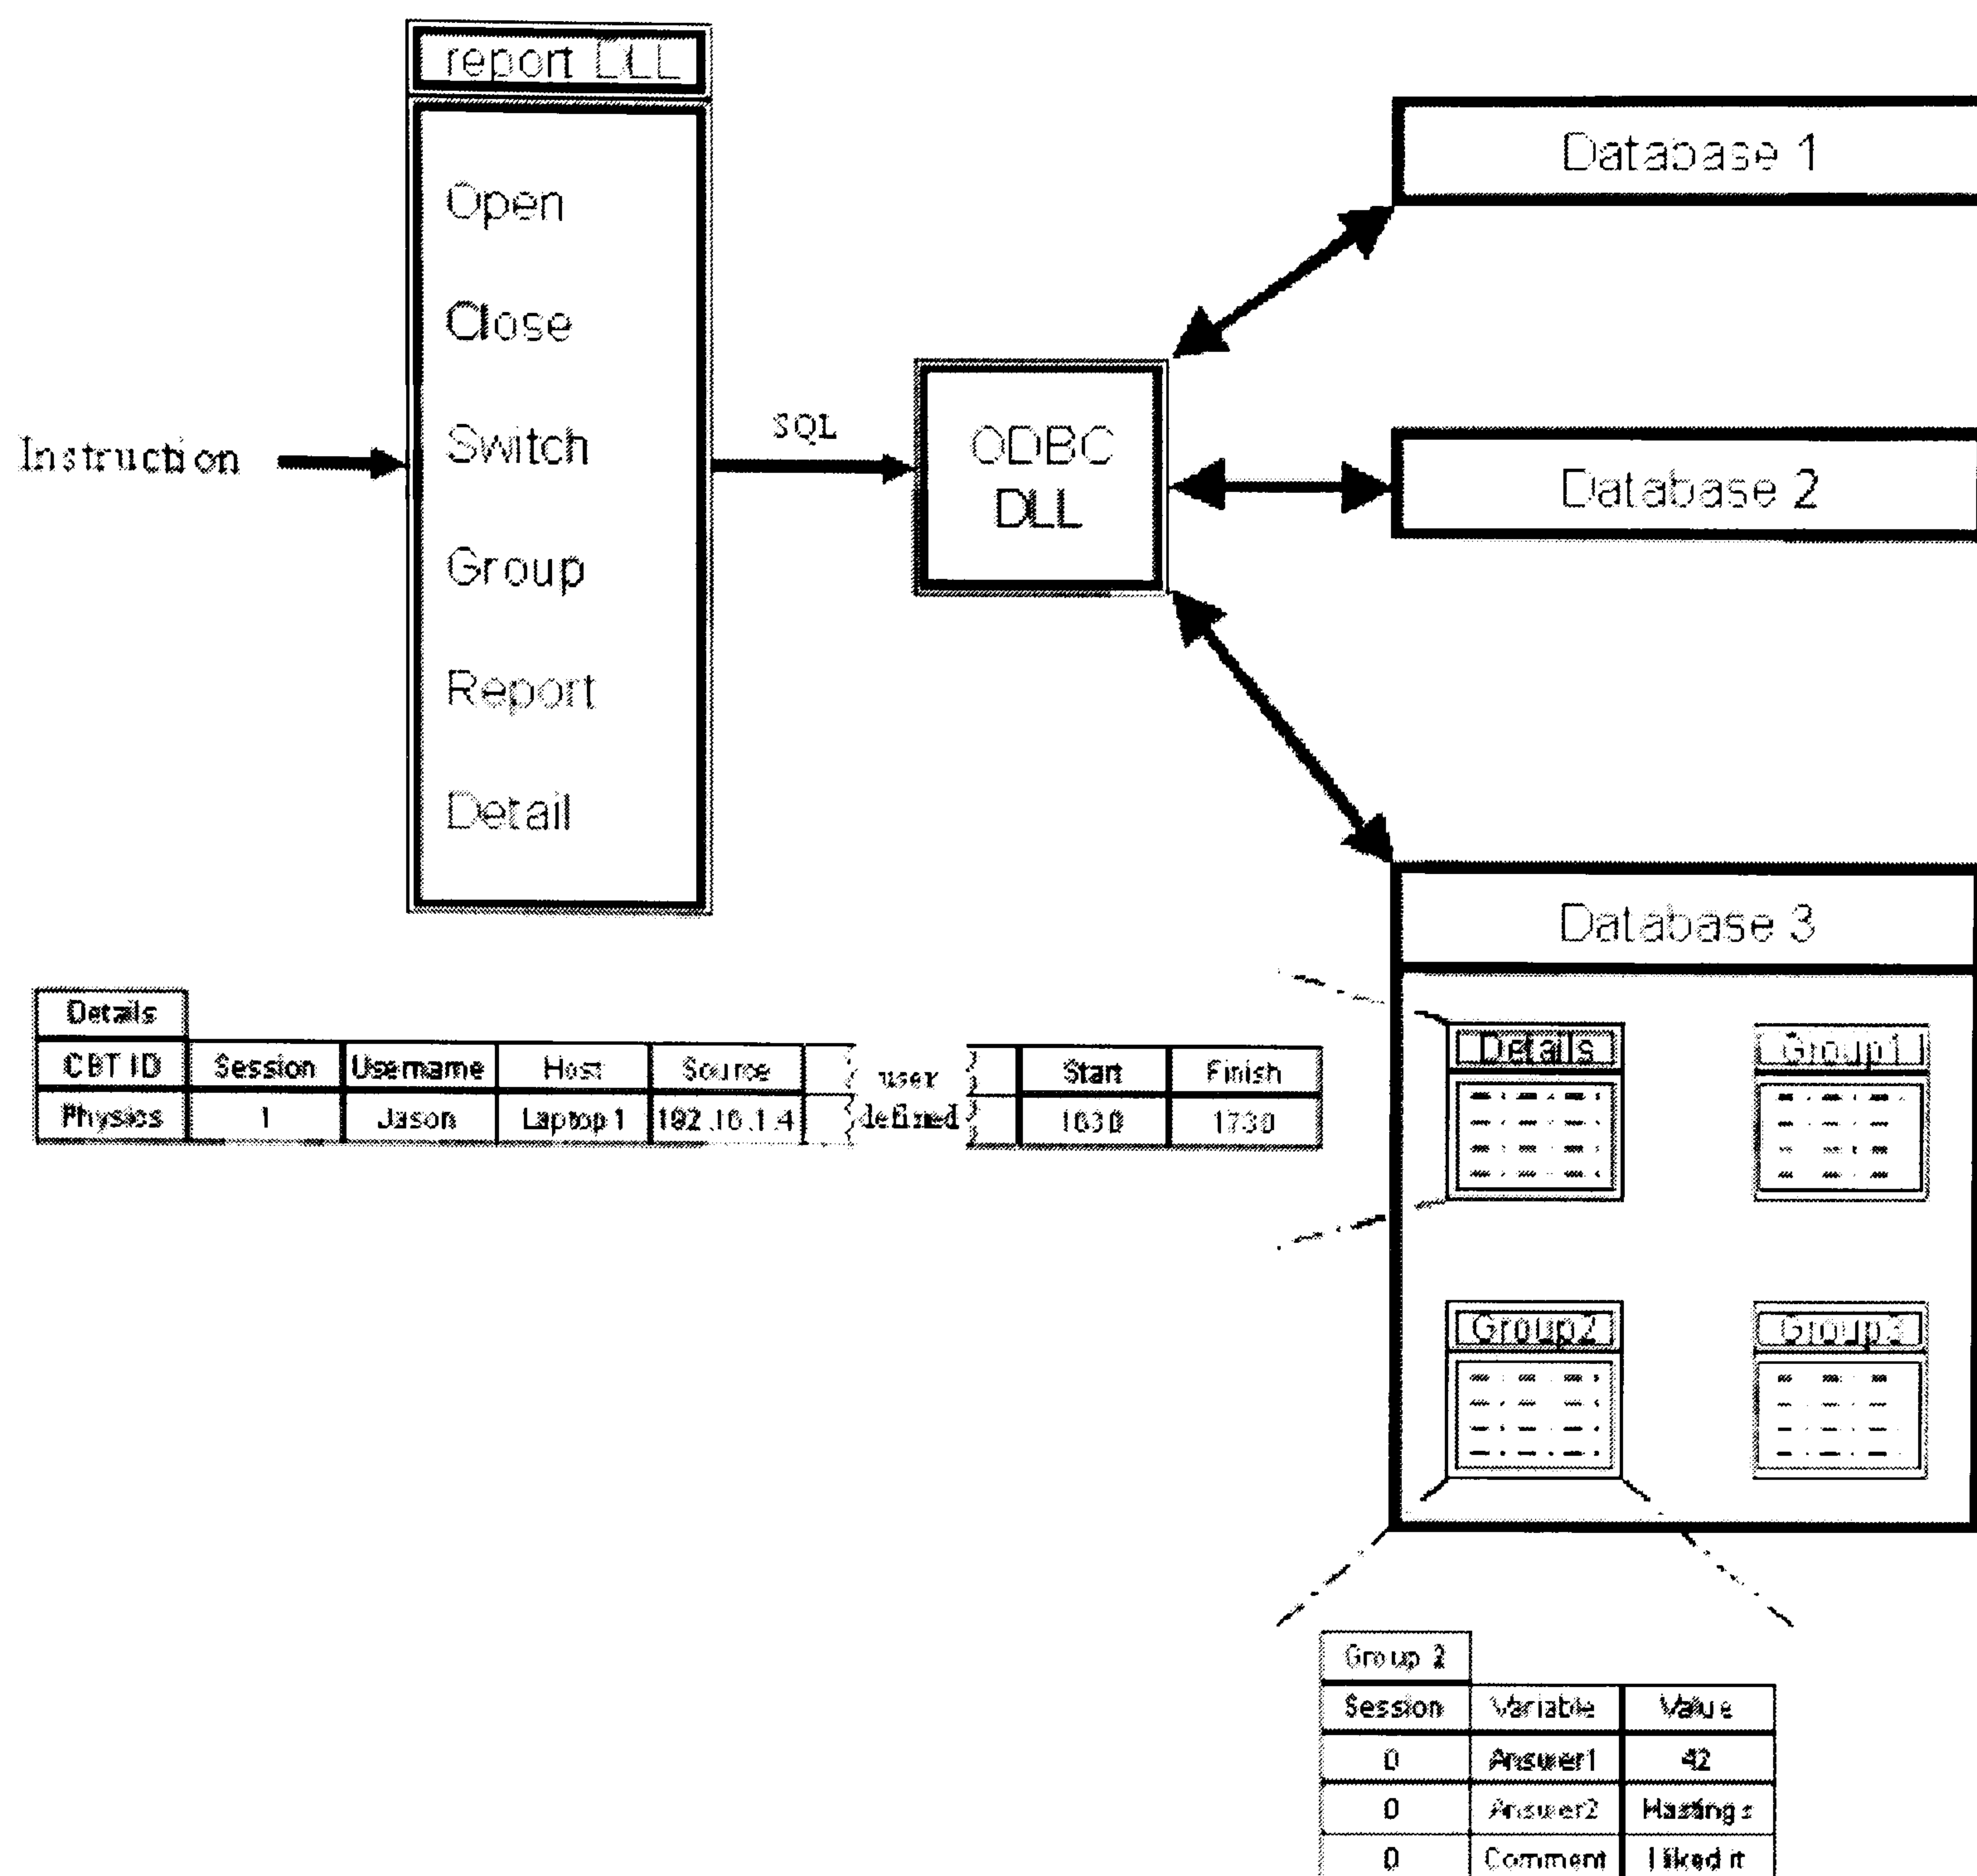 report DLL
Open
Close
Switch
Group
Report
Detail
Instruction
SQL
ODBC
DLL
Database 1
Database 2
Database 3
Details
Group1
Group2
Group3
Details
CBT ID Session Username Host Source user defined Start Finish
Physics 1 Jason Laptop 1 1730
Group 2
Session Variable Value
0 Answer1 42
0 Answer2 Hastings
0 Comment I liked it